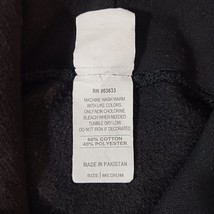 RN #63633
MACHINE WASH WARM
WITH LIKE COLORS
ONLY NON-CHLORINE
BLEACH WHEN NEEDED
TUMBLE DRY LOW
DO NOT IRON IF DECORATED
60% COTTON
40% POLYESTER
MADE IN PAKISTAN